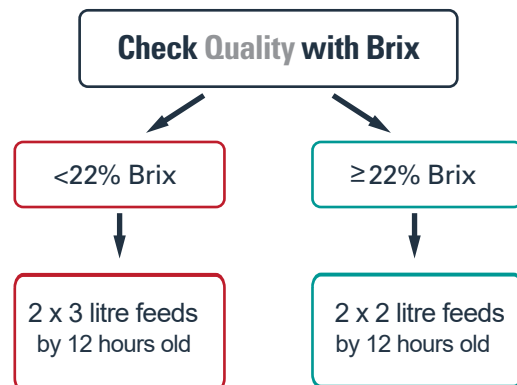 Check Quality with Brix
<22% Brix
≥22% Brix
2 x 3 litre feeds
by 12 hours old
2 x 2 litre feeds
by 12 hours old